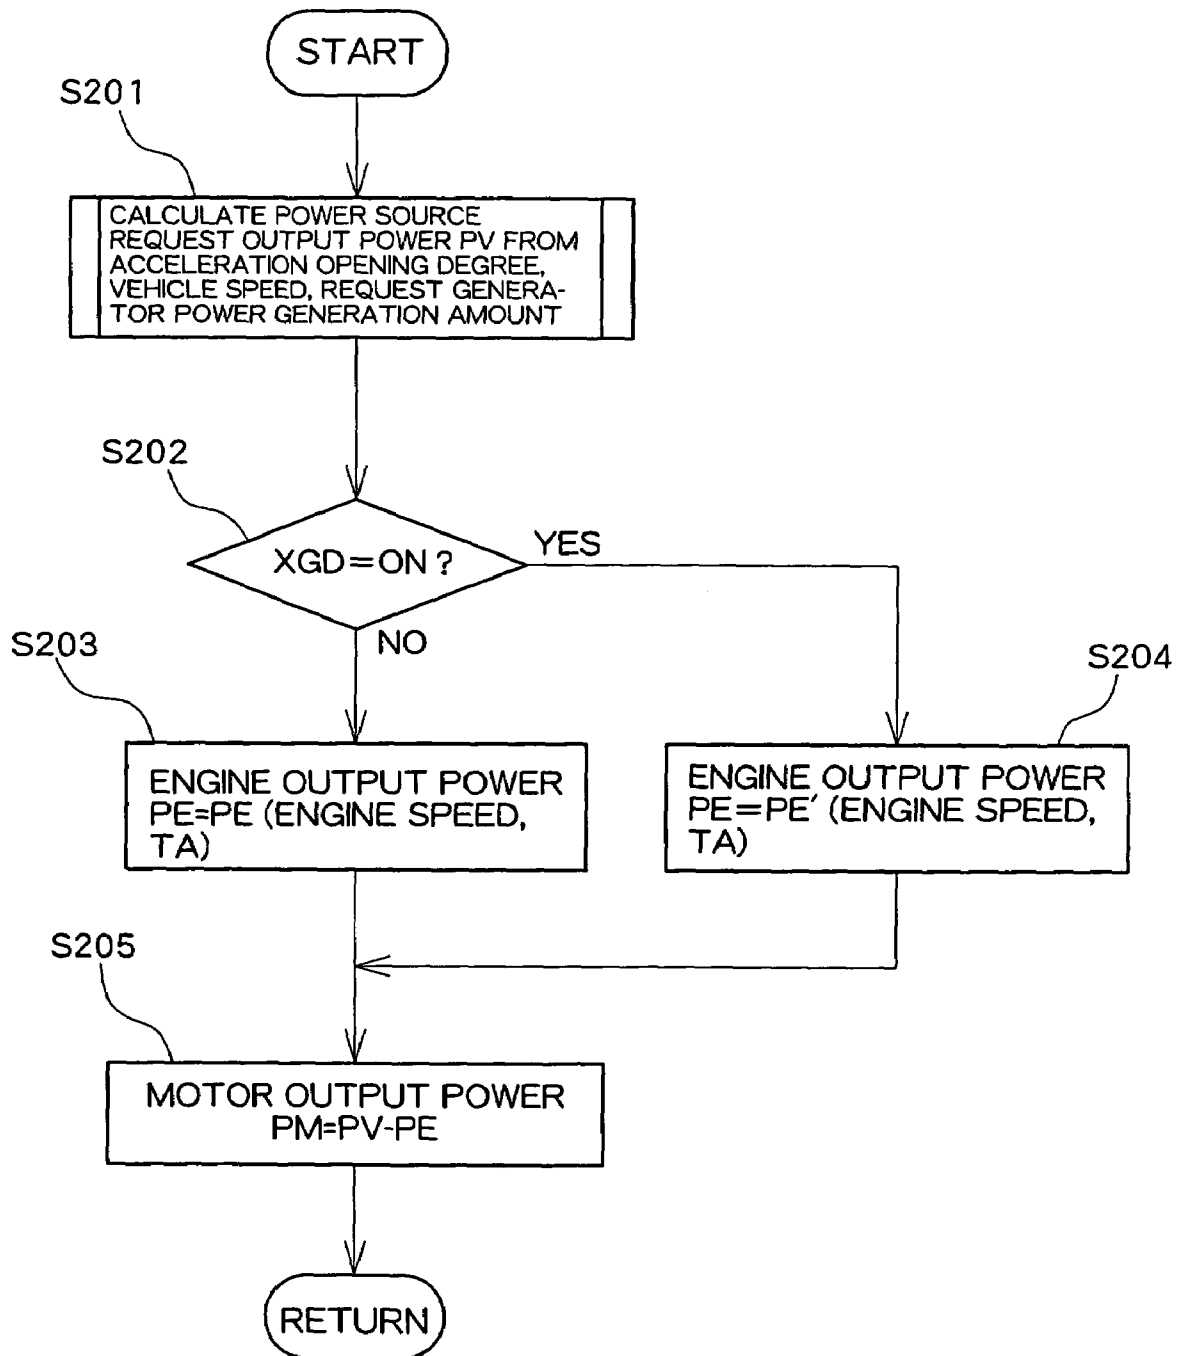 START
S201
CALCULATE POWER SOURCE
REQUEST OUTPUT POWER PV FROM
ACCELERATION OPENING DEGREE,
VEHICLE SPEED, REQUEST GENERA-
TOR POWER GENERATION AMOUNT
S202
XGD=ON?
YES
NO
S203
ENGINE OUTPUT POWER
PE=PE (ENGINE SPEED,
TA)
S204
ENGINE OUTPUT POWER
PE=PE′ (ENGINE SPEED,
TA)
S205
MOTOR OUTPUT POWER
PM=PV-PE
RETURN